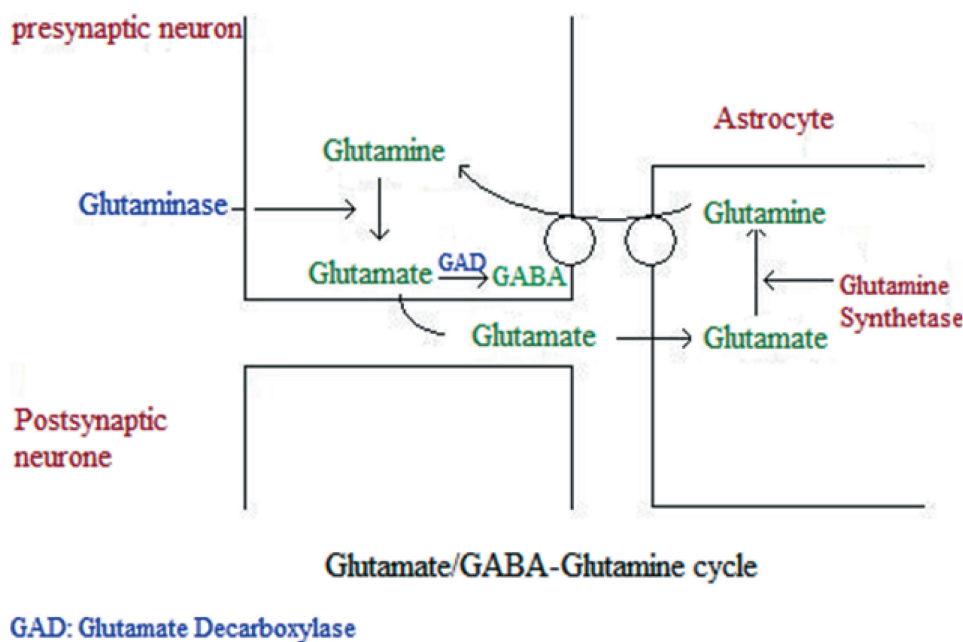 presynaptic neuron
Astrocyte
Glutamine
Glutaminase
Glutamine
Glutamate
GAD
GABA
Glutamine
Synthetase
Glutamate
Glutamate
Postsynaptic
neurone
Glutamate/GABA-Glutamine cycle
GAD: Glutamate Decarboxylase